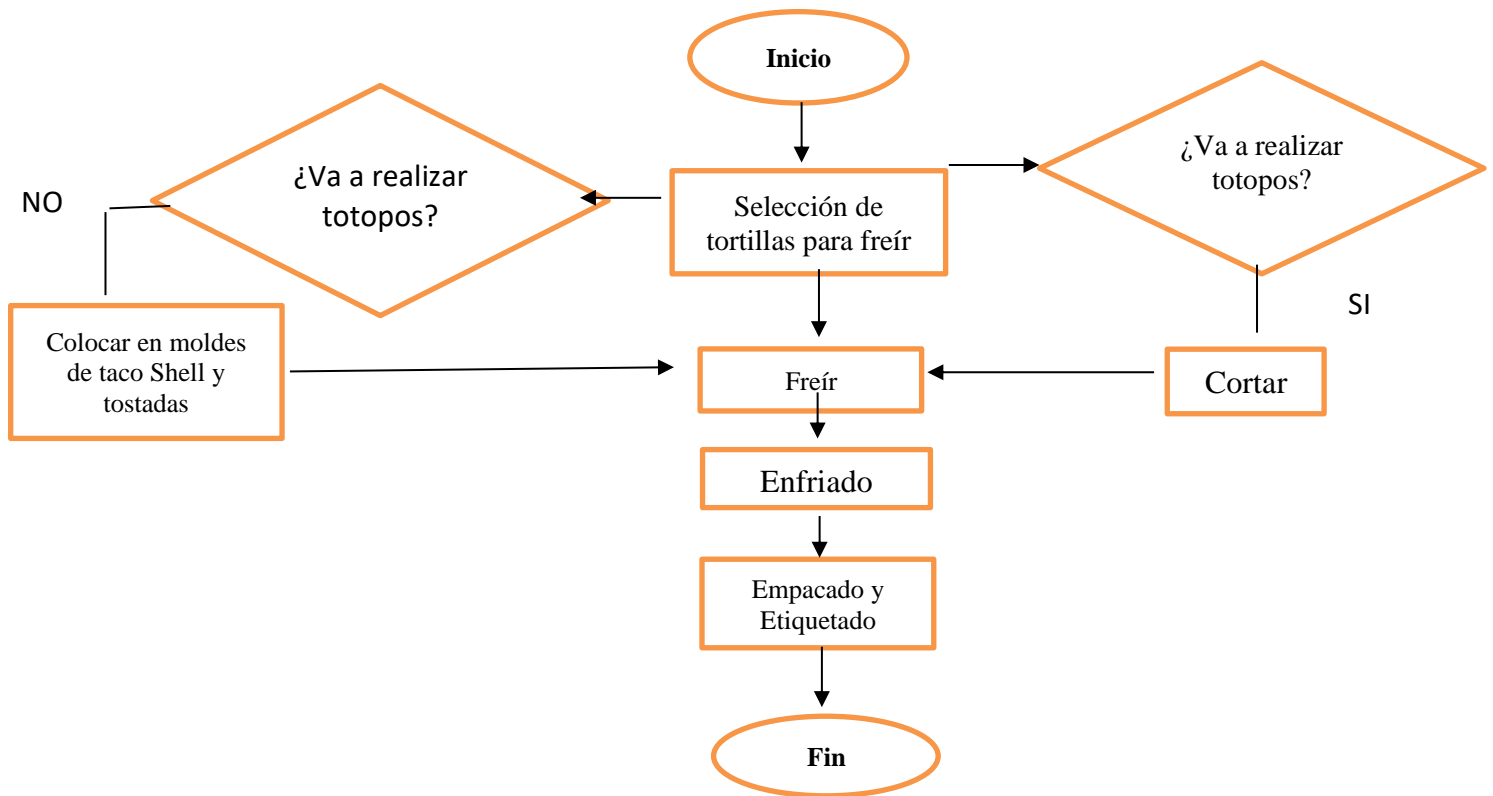 Inicio
¿Va a realizar
totopos?
¿Va a realizar
totopos?
NO
Selección de
tortillas para freír
SI
Colocar en moldes
de taco Shell y
tostadas
Freír
Cortar
Enfriado
Empacado y
Etiquetado
Fin